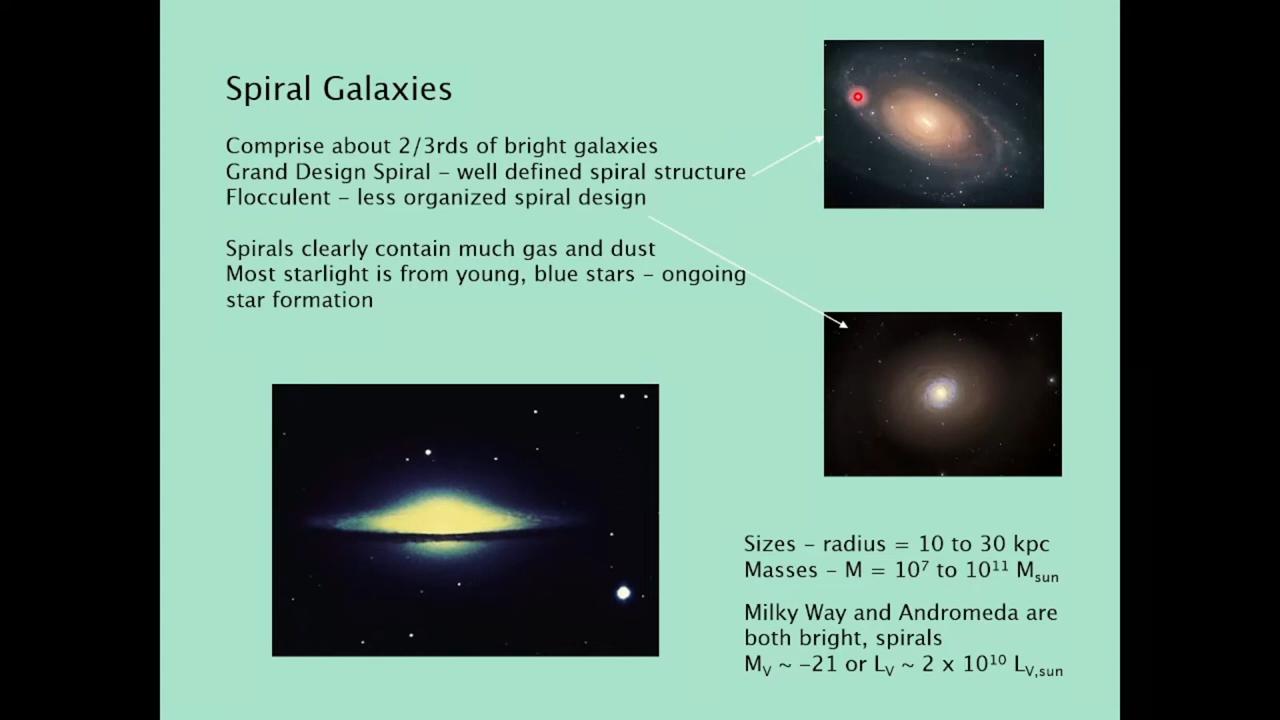 Spiral Galaxies
Comprise about 2/3rds of bright galaxies
Grand Design Spiral – well defined spiral structure
Flocculent – less organized spiral design
Spirals clearly contain much gas and dust
Most starlight is from young, blue stars – ongoing
star formation
Sizes – radius = 10 to 30 kpc
Masses – M = 10⁷ to 10¹¹ Msun
Milky Way and Andromeda are
both bright, spirals
MV ~ –21 or LV ~ 2 x 10¹⁰ LV,sun